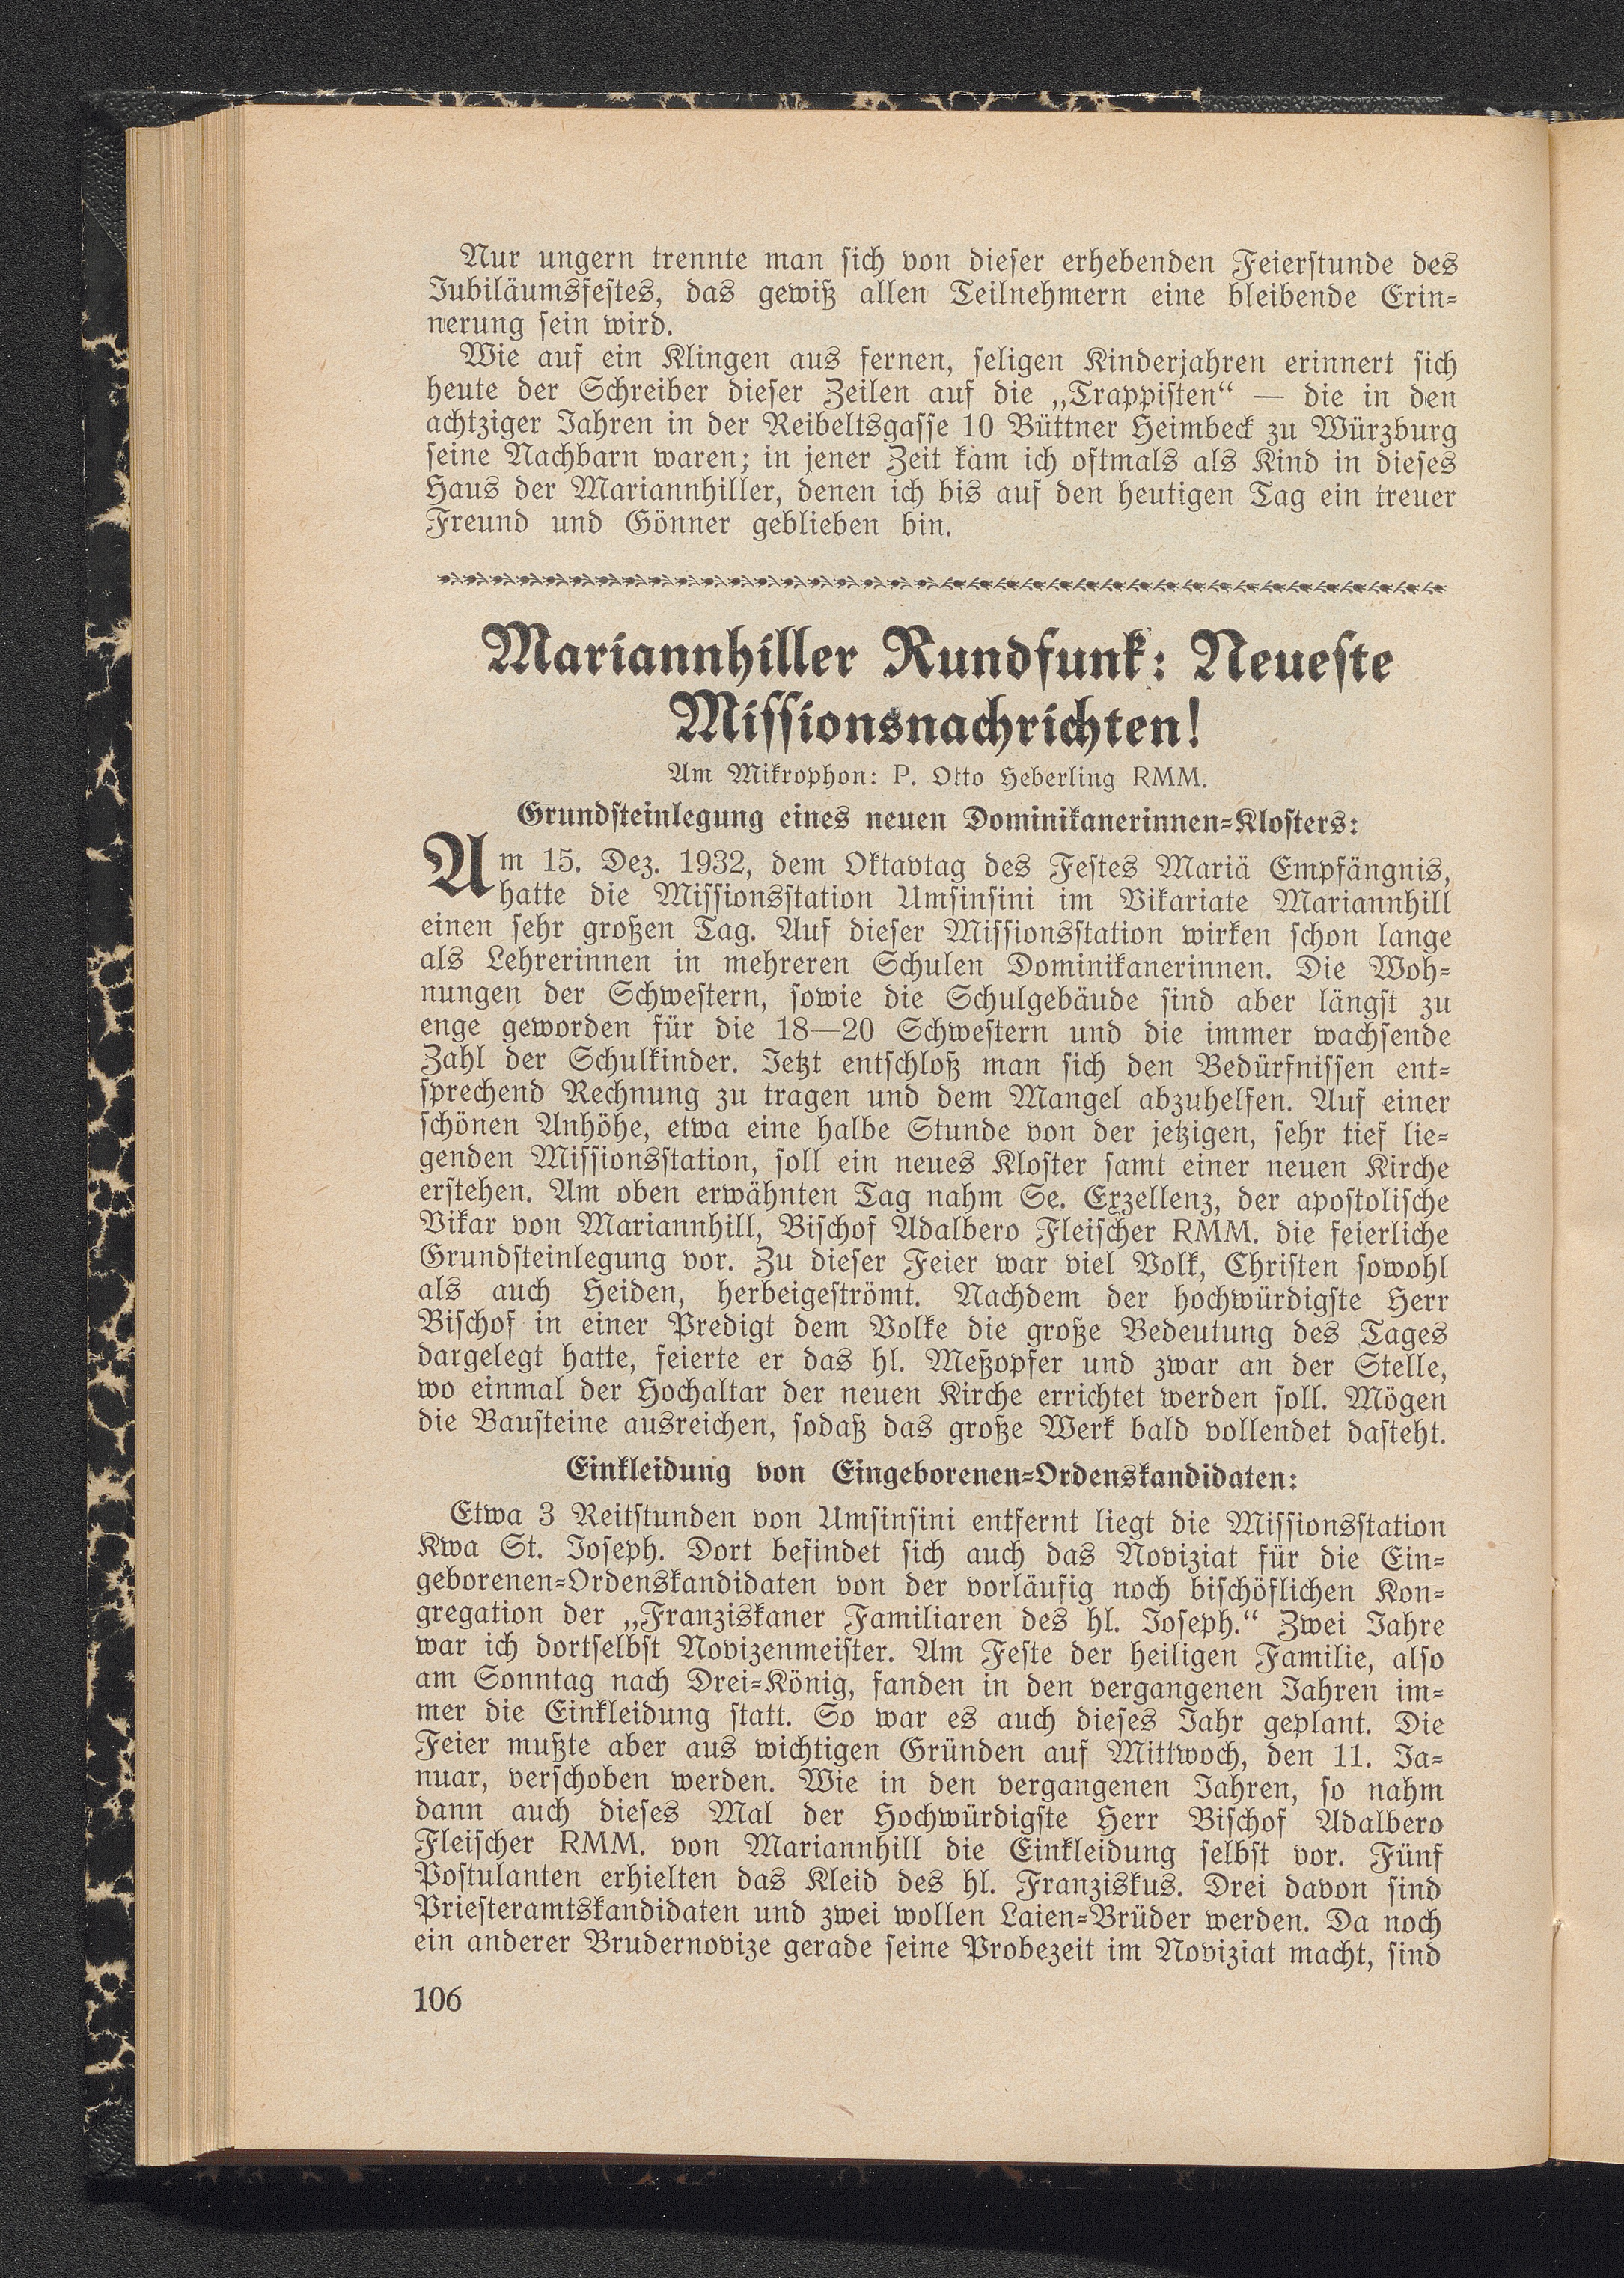 Nur ungern trennte man sich von dieser erhebenden Feierstunde des
Jubiläumsfestes, das gewiß allen Teilnehmern eine bleibende Erin-
nerung sein wird.
Wie auf ein Klingen aus fernen, seligen Kinderjahren erinnert sich
heute der Schreiber dieser Zeilen auf die „Trappisten“ — die in den
achtziger Jahren in der Reibeltsgasse 10 Büttner Heimbeck zu Würzburg
seine Nachbarn waren; in jener Zeit kam ich oftmals als Kind in dieses
Haus der Mariannhiller, denen ich bis auf den heutigen Tag ein treuer
Freund und Gönner geblieben bin.
Mariannhiller Rundfunk: Neueste
Missionsnachrichten!
Am Mikrophon: P. Otto Heberling RMM.
Grundsteinlegung eines neuen Dominikanerinnen-Klosters:
Am 15. Dez. 1932, dem Oktavtag des Festes Mariä Empfängnis,
hatte die Missionsstation Umsinsini im Vikariate Mariannhill
einen sehr großen Tag. Auf dieser Missionsstation wirken schon lange
als Lehrerinnen in mehreren Schulen Dominikanerinnen. Die Woh-
nungen der Schwestern, sowie die Schulgebäude sind aber längst zu
enge geworden für die 18—20 Schwestern und die immer wachsende
Zahl der Schulkinder. Jetzt entschloß man sich den Bedürfnissen ent-
sprechend Rechnung zu tragen und dem Mangel abzuhelfen. Auf einer
schönen Anhöhe, etwa eine halbe Stunde von der jetzigen, sehr tief lie-
genden Missionsstation, soll ein neues Kloster samt einer neuen Kirche
erstehen. Am oben erwähnten Tag nahm Se. Exzellenz, der apostolische
Vikar von Mariannhill, Bischof Adalbero Fleischer RMM. die feierliche
Grundsteinlegung vor. Zu dieser Feier war viel Volk, Christen sowohl
als auch Heiden, herbeigeströmt. Nachdem der hochwürdigste Herr
Bischof in einer Predigt dem Volke die große Bedeutung des Tages
dargelegt hatte, feierte er das hl. Meßopfer und zwar an der Stelle,
wo einmal der Hochaltar der neuen Kirche errichtet werden soll. Mögen
die Bausteine ausreichen, sodaß das große Werk bald vollendet dasteht.
Einkleidung von Eingeborenen-Ordenskandidaten:
Etwa 3 Reitstunden von Umsinsini entfernt liegt die Missionsstation
Kwa St. Joseph. Dort befindet sich auch das Noviziat für die Ein-
geborenen-Ordenskandidaten von der vorläufig noch bischöflichen Kon-
gregation der „Franziskaner Familiaren des hl. Joseph.“ Zwei Jahre
war ich dortselbst Novizenmeister. Am Feste der heiligen Familie, also
am Sonntag nach Drei-König, fanden in den vergangenen Jahren im-
mer die Einkleidung statt. So war es auch dieses Jahr geplant. Die
Feier mußte aber aus wichtigen Gründen auf Mittwoch, den 11. Ja-
nuar, verschoben werden. Wie in den vergangenen Jahren, so nahm
dann auch dieses Mal der Hochwürdigste Herr Bischof Adalbero
Fleischer RMM. von Mariannhill die Einkleidung selbst vor. Fünf
Postulanten erhielten das Kleid des hl. Franziskus. Drei davon sind
Priesteramtskandidaten und zwei wollen Laien-Brüder werden. Da noch
ein anderer Brudernovize gerade seine Probezeit im Noviziat macht, sind
106